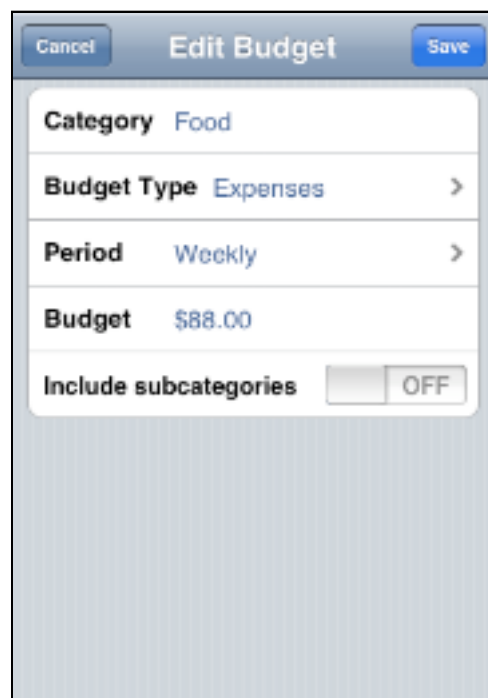 Cancel Edit Budget Save
Category Food
Budget Type Expenses
Period Weekly
Budget $88.00
Include subcategories OFF